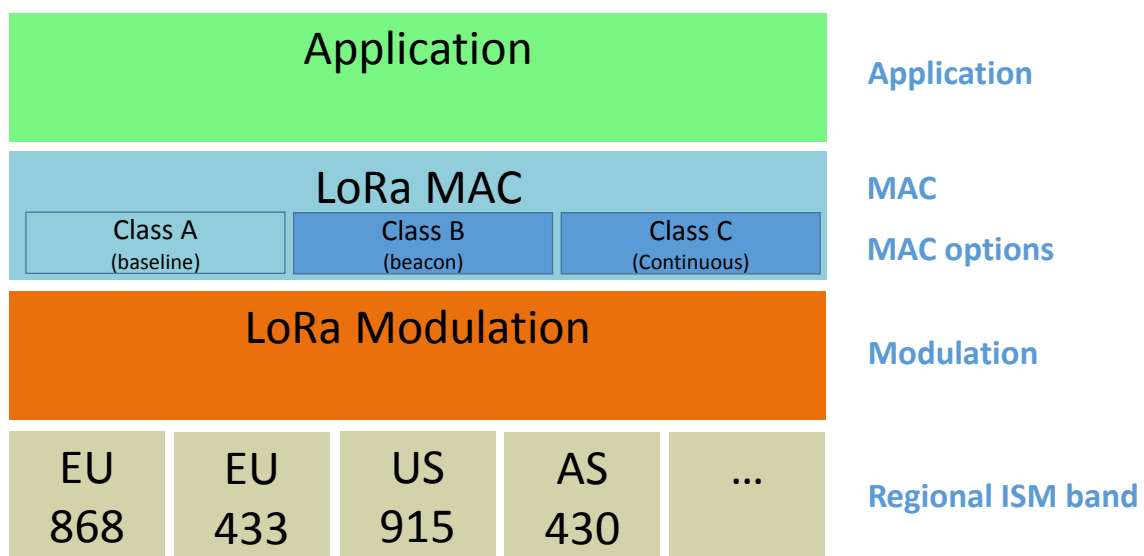 Application
Application
LoRa MAC
MAC
Class A
(baseline)
Class B
(beacon)
Class C
(Continuous)
MAC options
LoRa Modulation
Modulation
EU
868
EU
433
US
915
AS
430
...
Regional ISM band